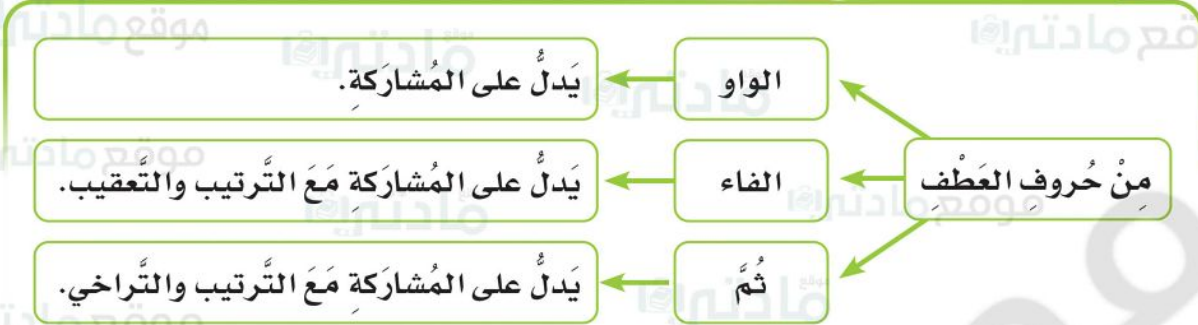 مِنْ حُروفِ العَطْفِ
الواو
يَدلُّ على المُشارَكةِ.
الفاء
يَدلُّ على المُشارَكةِ مَعَ التَّرتيب والتَّعقيب.
ثُمَّ
يَدلُّ على المُشارَكةِ مَعَ التَّرتيب والتَّراخي.